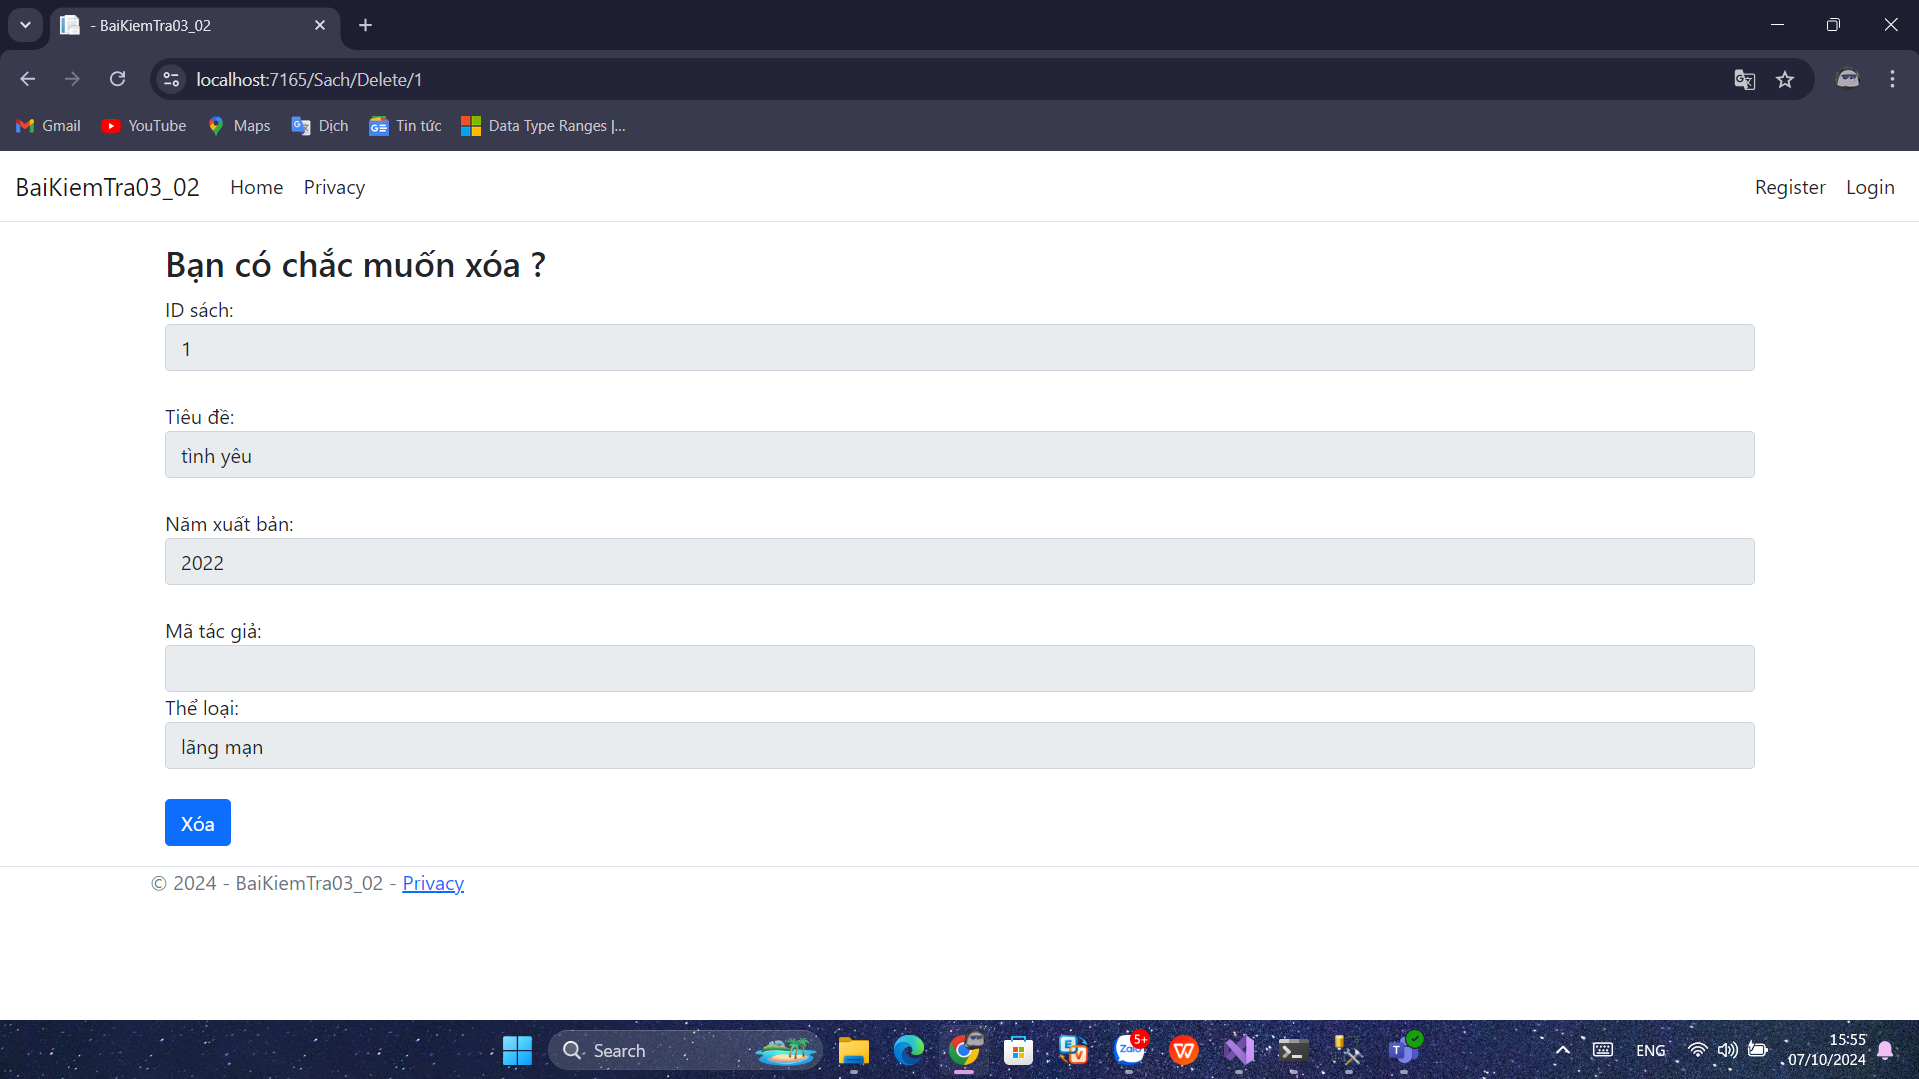 - BaiKiemTra03_02
localhost:7165/Sach/Delete/1
Gmail YouTube Maps Dịch Tin tức Data Type Ranges |...
BaiKiemTra03_02 Home Privacy Register Login
Bạn có chắc muốn xóa ?
ID sách:
1
Tiêu đề:
tình yêu
Năm xuất bản:
2022
Mã tác giả:
Thể loại:
lãng mạn
Xóa
© 2024 - BaiKiemTra03_02 - Privacy
Search
Zalo
5+
ENG
15:55
07/10/2024